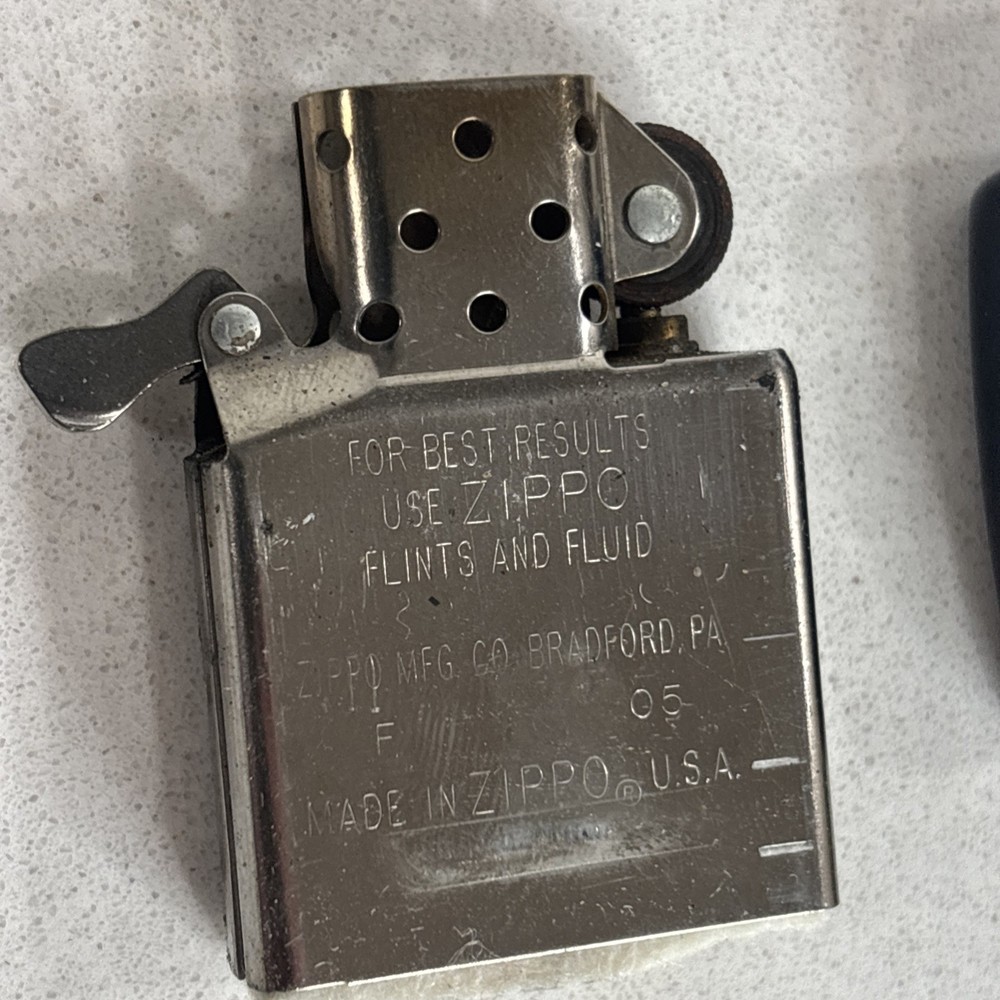 FOR BEST RESULTS
USE ZIPPO
FLINTS AND FLUID
ZIPPO MFG. CO. BRADFORD, PA.
F 05
MADE IN ZIPPO® U.S.A.